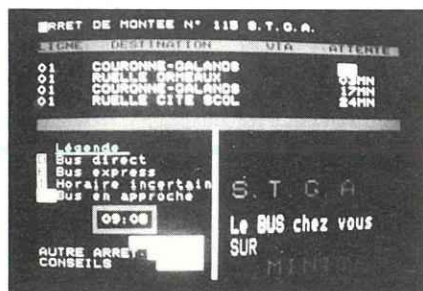 ARRET DE MONTEE N° 115 S.T.G.A.
LIGNE DESTINATION VIA ATTENTE
01 COURONNE-GALANDS
01 RUELLE ORMEAUX 03MN
01 COURONNE-GALANDS 17MN
01 RUELLE CITE SCOL 24MN
Légende
Bus direct
Bus express
Horaire incertain
Bus en approche
09:08
AUTRE ARRET
CONSEILS
S.T.G.A
Le BUS chez vous
SUR
MINITEL